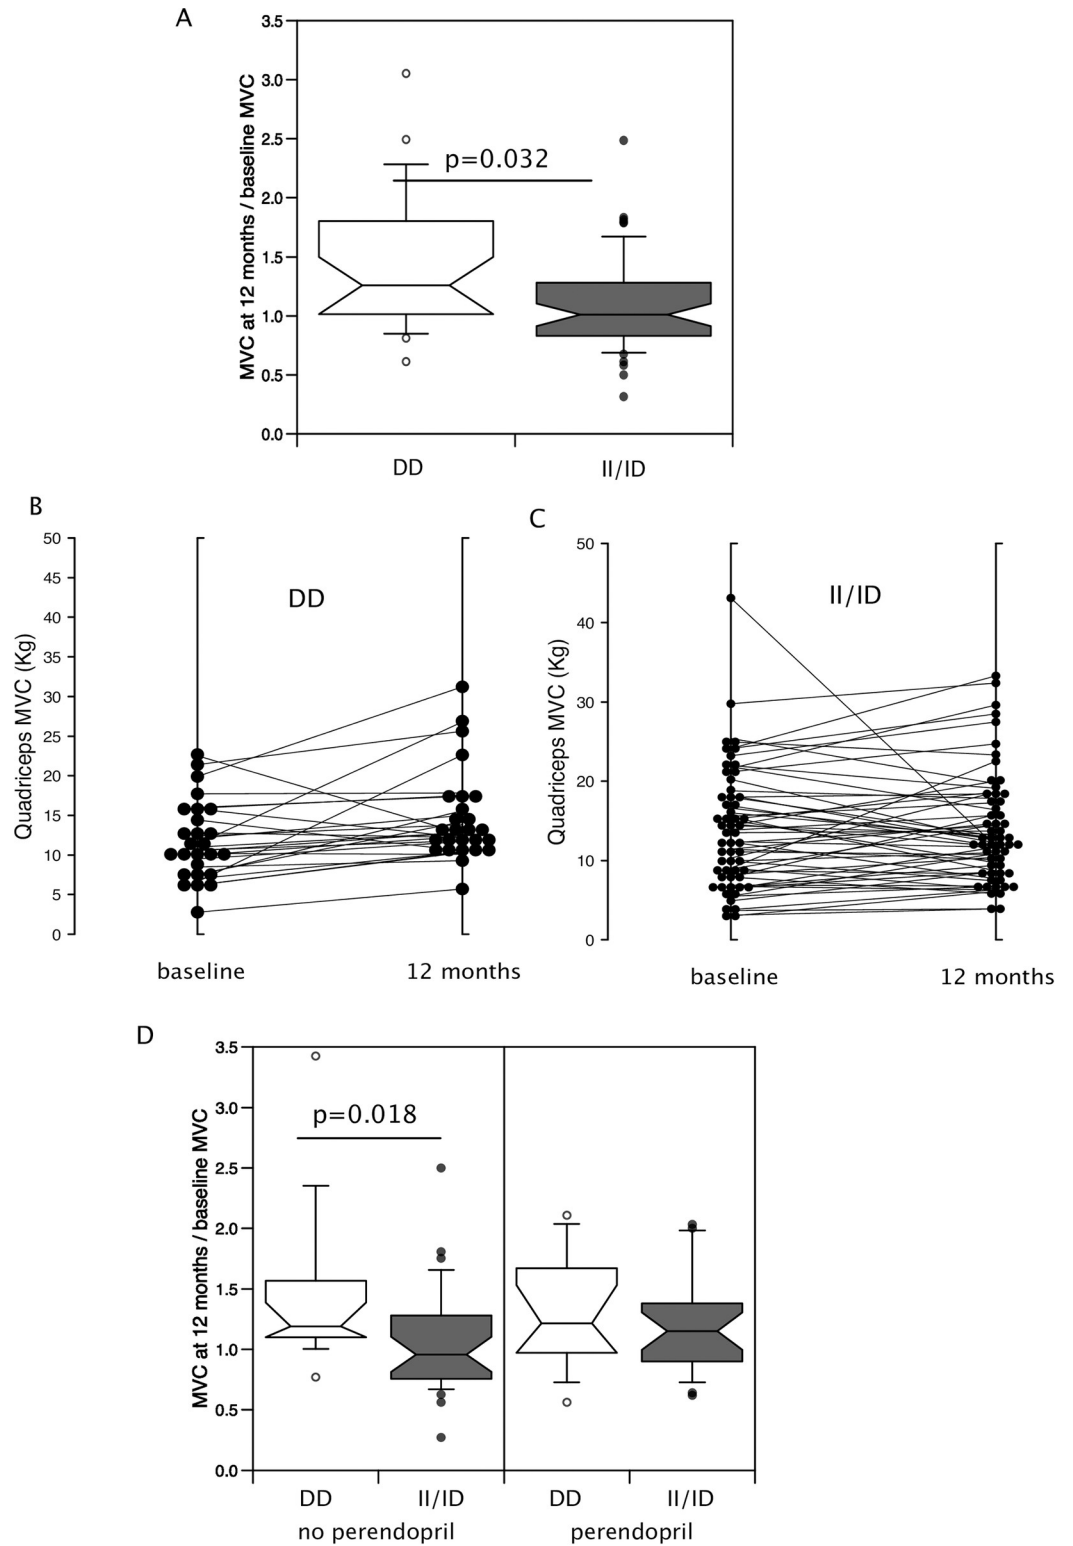 A
MVC at 12 months / baseline MVC
3.5
3.0
2.5
2.0
1.5
1.0
0.5
0.0
p=0.032
DD
II/ID
B
Quadriceps MVC (Kg)
50
45
40
35
30
25
20
15
10
5
0
DD
baseline
12 months
C
Quadriceps MVC (Kg)
50
40
30
20
10
0
II/ID
baseline
12 months
D
MVC at 12 months / baseline MVC
3.5
3.0
2.5
2.0
1.5
1.0
0.5
0.0
p=0.018
DD
II/ID
DD
II/ID
no perendopril
perendopril